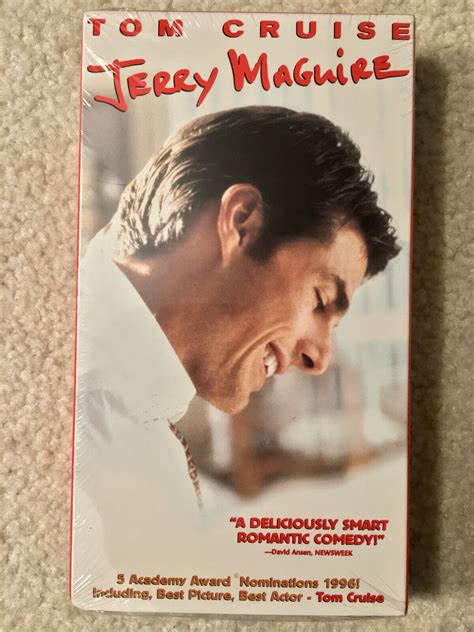 TOM CRUISE
JERRY MAGUIRE
"A DELICIOUSLY SMART
ROMANTIC COMEDY!"
—David Ansen, NEWSWEEK
5 Academy Award® Nominations 1996!
Including, Best Picture, Best Actor - Tom Cruise